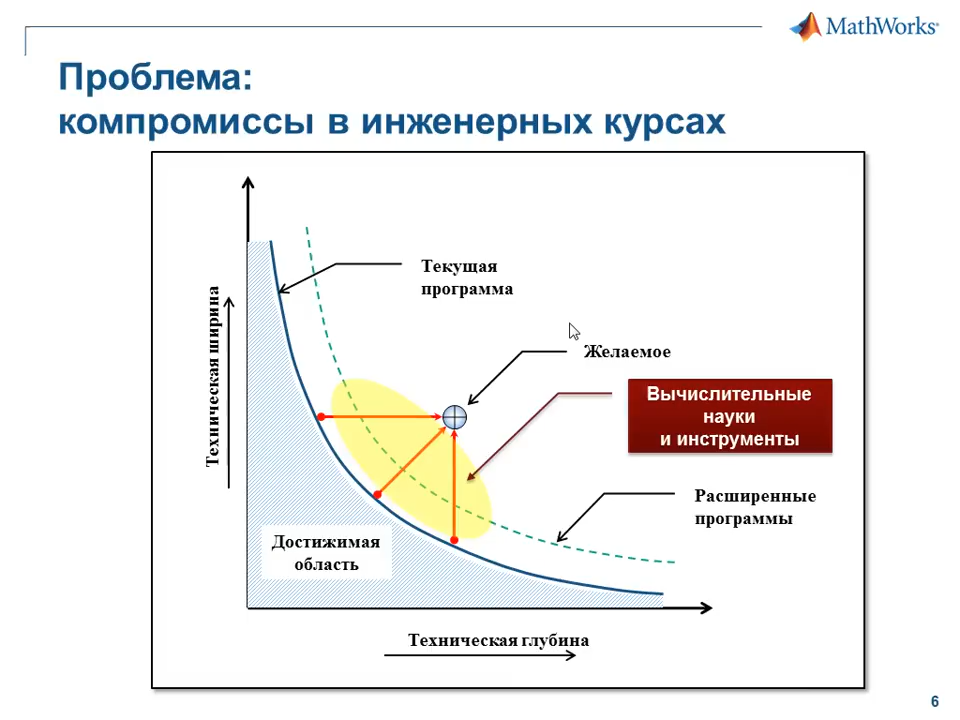 MathWorks®
Проблема:
компромиссы в инженерных курсах
Текущая
программа
Техническая ширина
Желаемое
Вычислительные
науки
и инструменты
Расширенные
программы
Достижимая
область
Техническая глубина
6